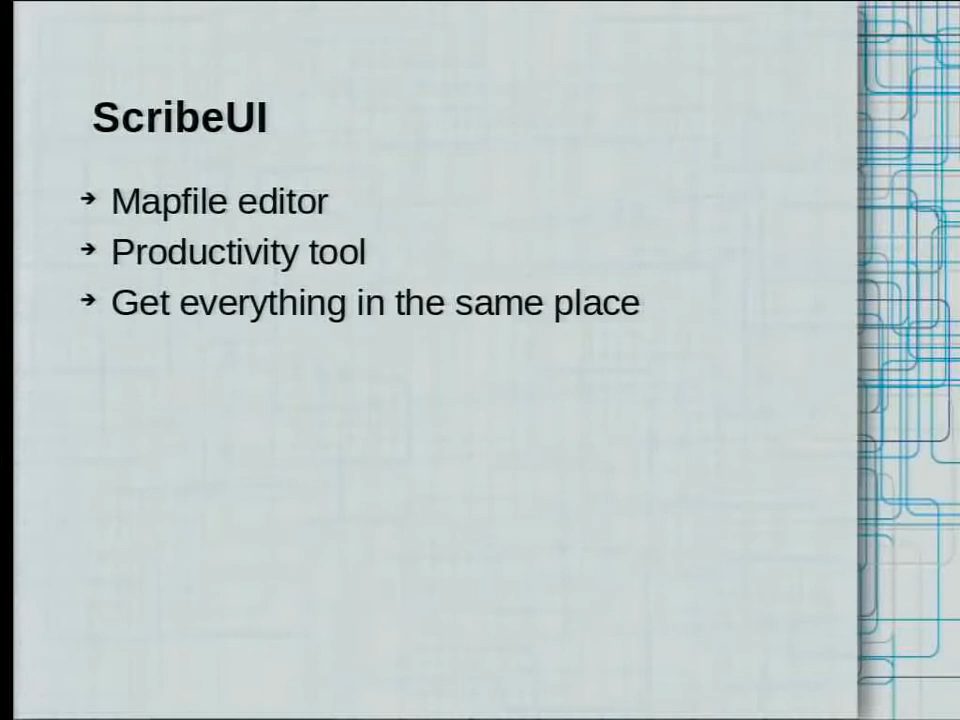 ScribeUI
➔ Mapfile editor
➔ Productivity tool
➔ Get everything in the same place